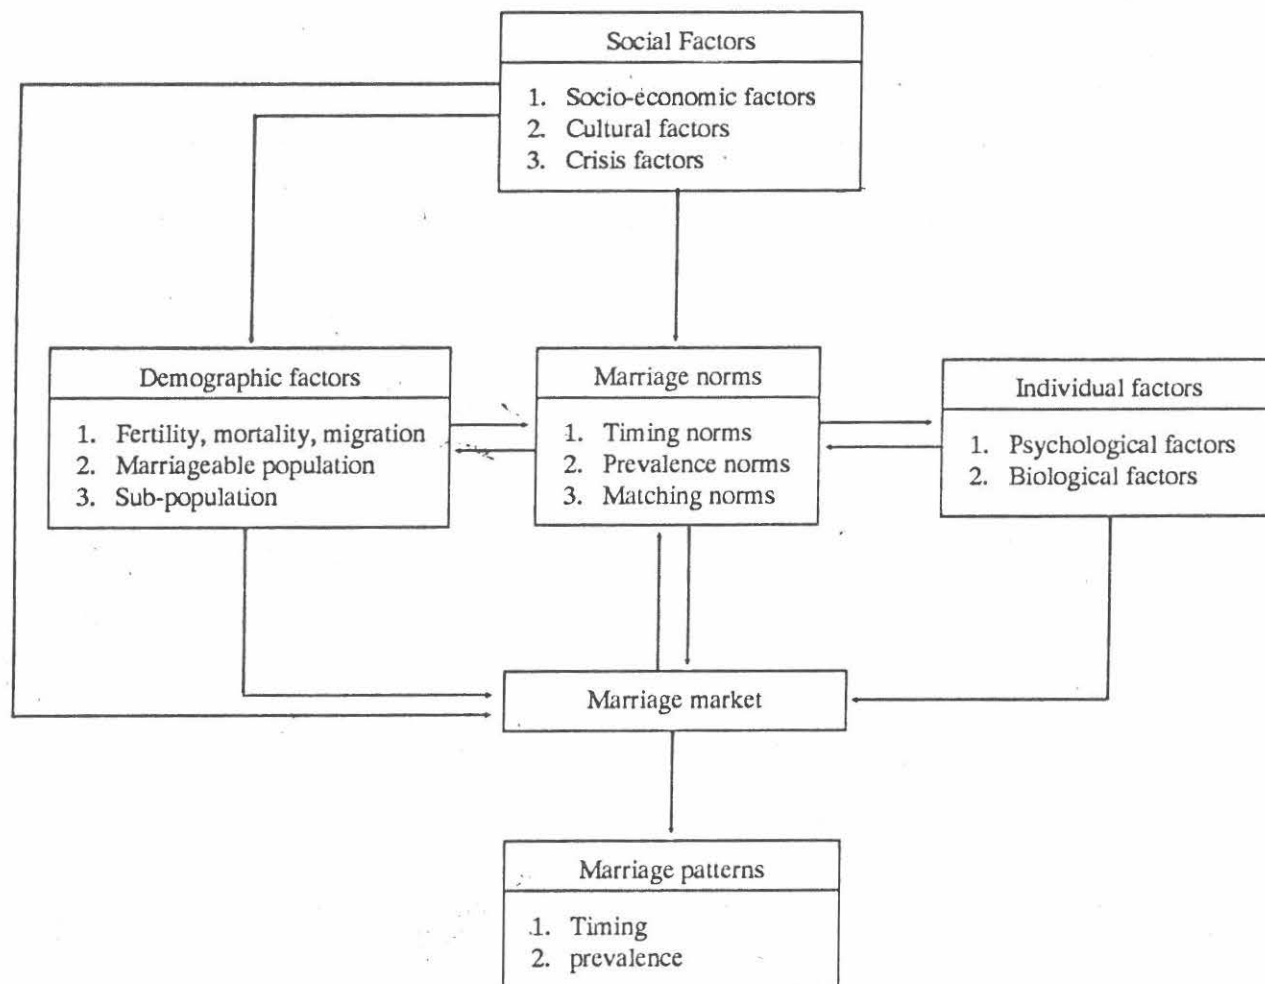 Social Factors
1. Socio-economic factors
2. Cultural factors
3. Crisis factors
Demographic factors
1. Fertility, mortality, migration
2. Marriageable population
3. Sub-population
Marriage norms
1. Timing norms
2. Prevalence norms
3. Matching norms
Individual factors
1. Psychological factors
2. Biological factors
Marriage market
Marriage patterns
1. Timing
2. prevalence